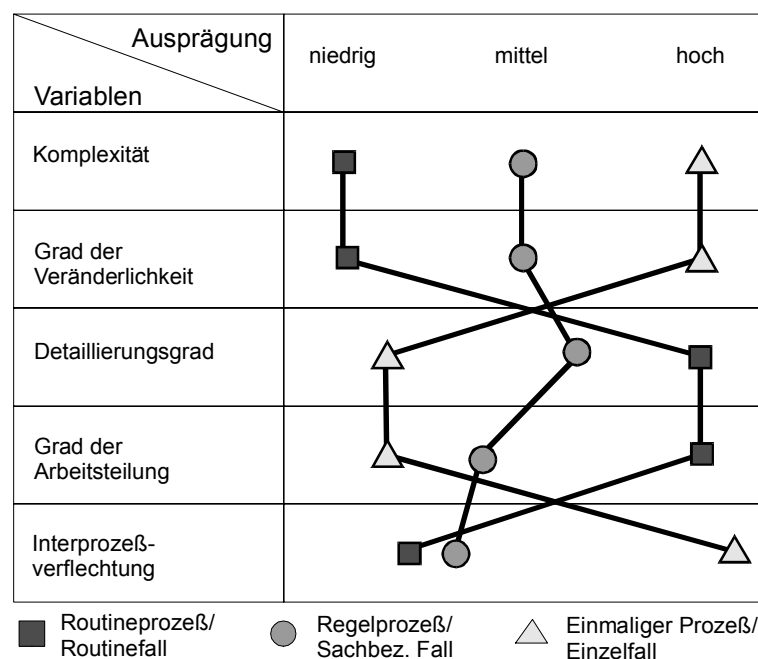 Ausprägung
Variablen
niedrig mittel hoch
Komplexität
Grad der
Veränderlichkeit
Detaillierungsgrad
Grad der
Arbeitsteilung
Interprozeß-
verflechtung
Routineprozeß/
Routinefall
Regelprozeß/
Sachbez. Fall
Einmaliger Prozeß/
Einzelfall